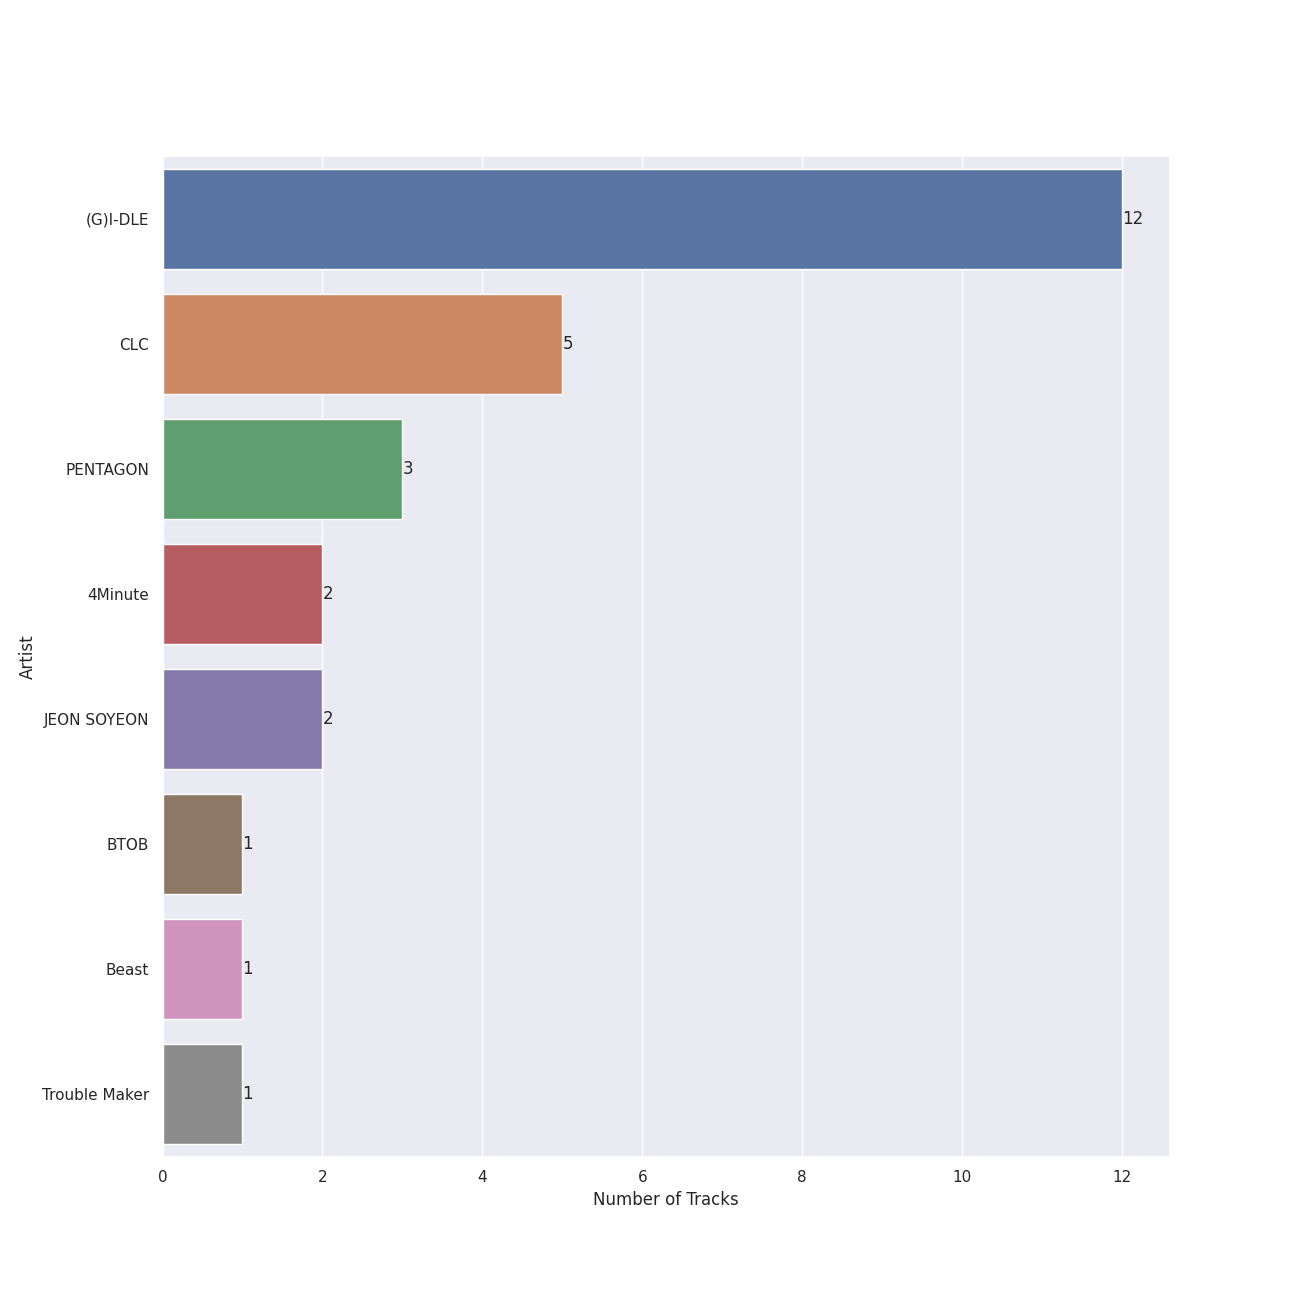 (G)I-DLE
12
CLC
5
PENTAGON
3
4Minute
2
Artist
JEON SOYEON
2
BTOB
1
Beast
1
Trouble Maker
1
0 2 4 6 8 10 12
Number of Tracks